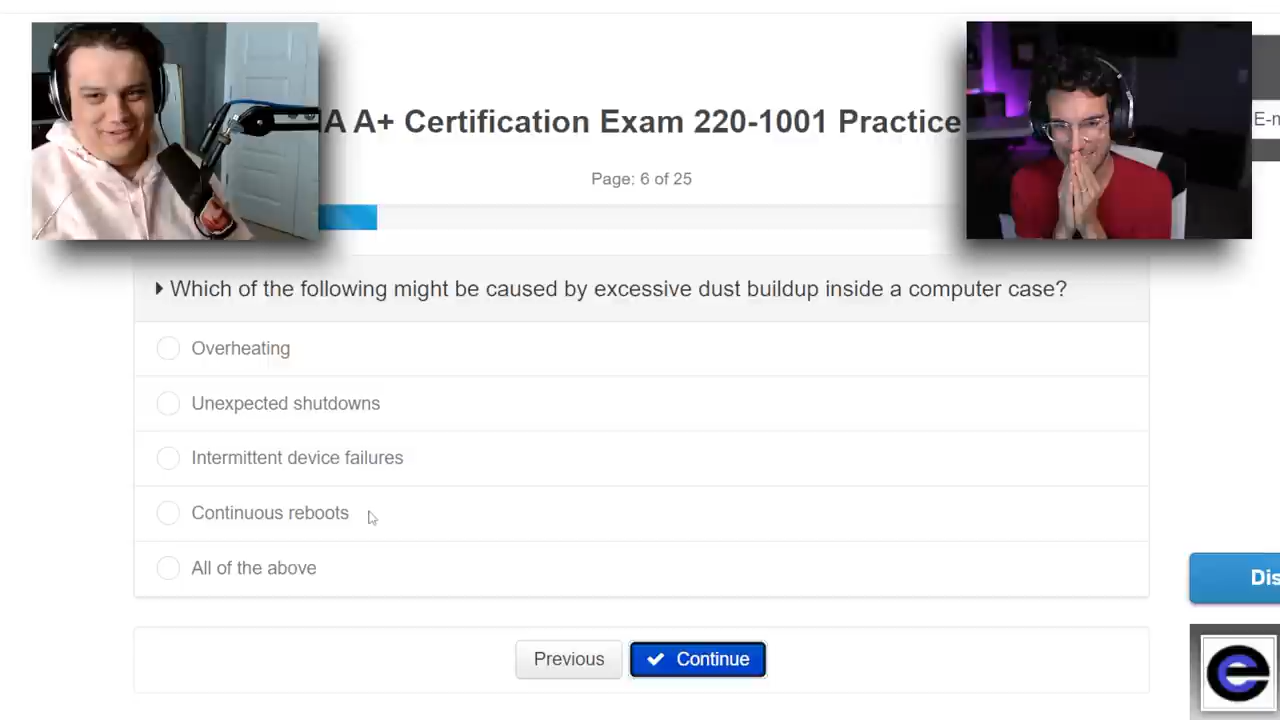 A A+ Certification Exam 220-1001 Practice
E-m
Page: 6 of 25
Which of the following might be caused by excessive dust buildup inside a computer case?
Overheating
Unexpected shutdowns
Intermittent device failures
Continuous reboots
All of the above
Dis
Previous
Continue
e